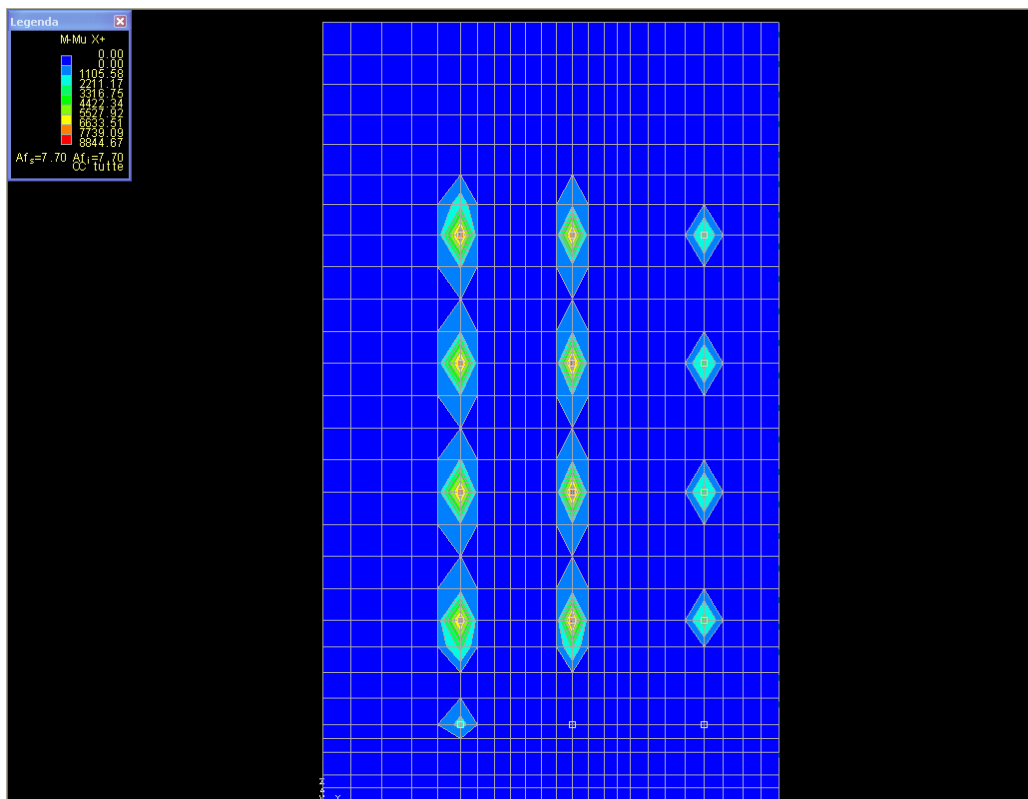 Legenda
M-Mu X+
0.00
0.00
1105.58
2211.17
3316.75
4422.34
5527.92
6633.51
7739.09
8844.67
Afs=7.70 Afi=7.70
CC tutte
Z
Y